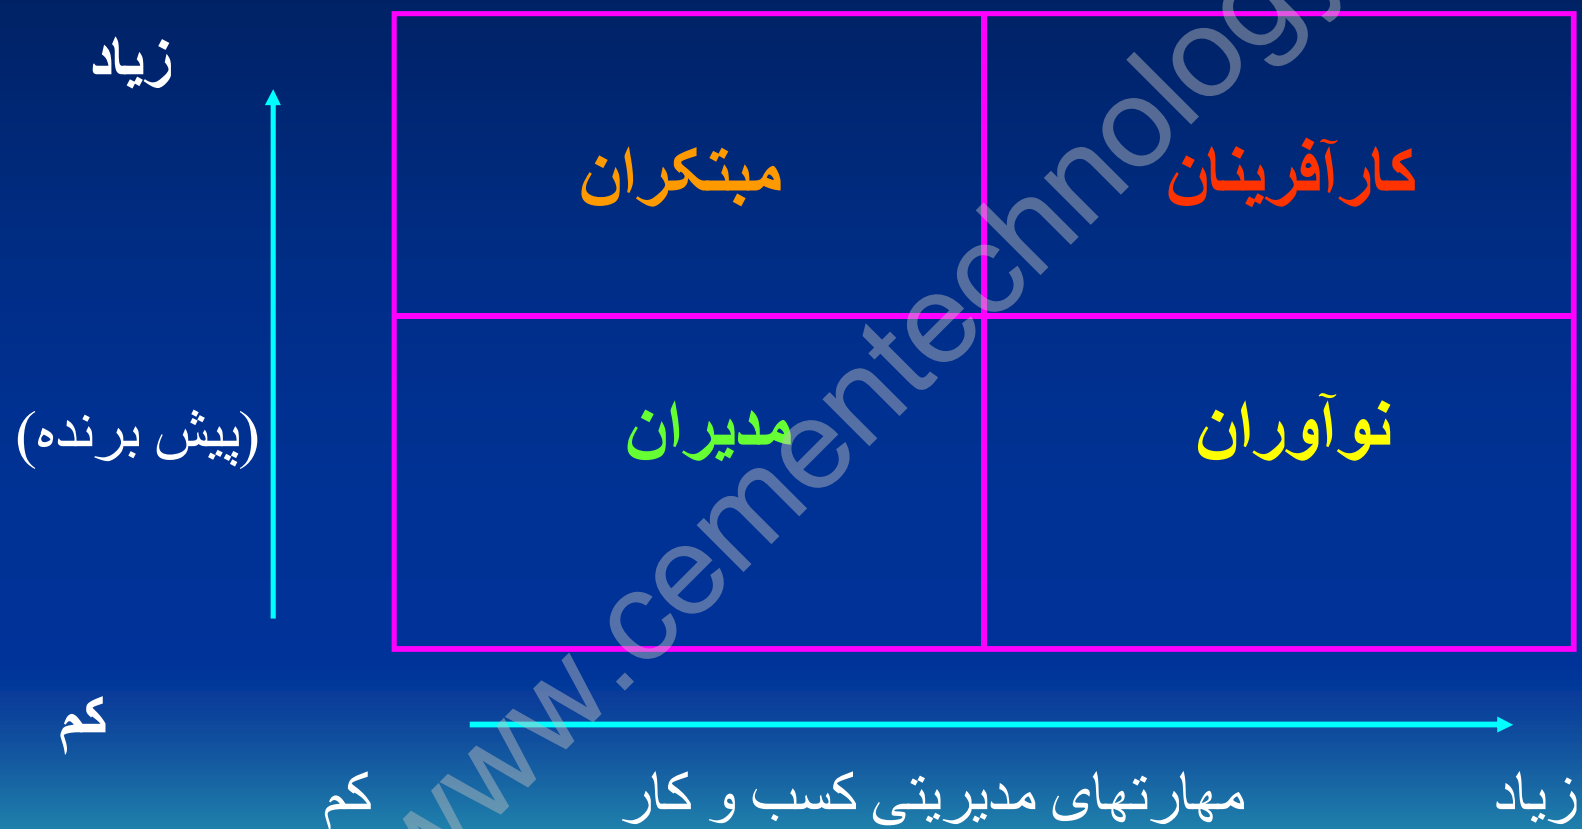 زیاد
کارآفرینان
مبتکران
نوآوران
مدیران
(پیش برنده)
کم
زیاد
مهارتهای مدیریتی کسب و کار
کم
www.cementechnology